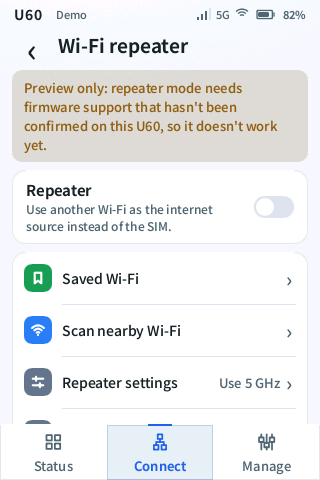 U60 Demo 5G 82%
Wi-Fi repeater
Preview only: repeater mode needs
firmware support that hasn't been
confirmed on this U60, so it doesn't work
yet.
Repeater
Use another Wi-Fi as the internet
source instead of the SIM.
Saved Wi-Fi
Scan nearby Wi-Fi
Repeater settings Use 5 GHz
Status Connect Manage